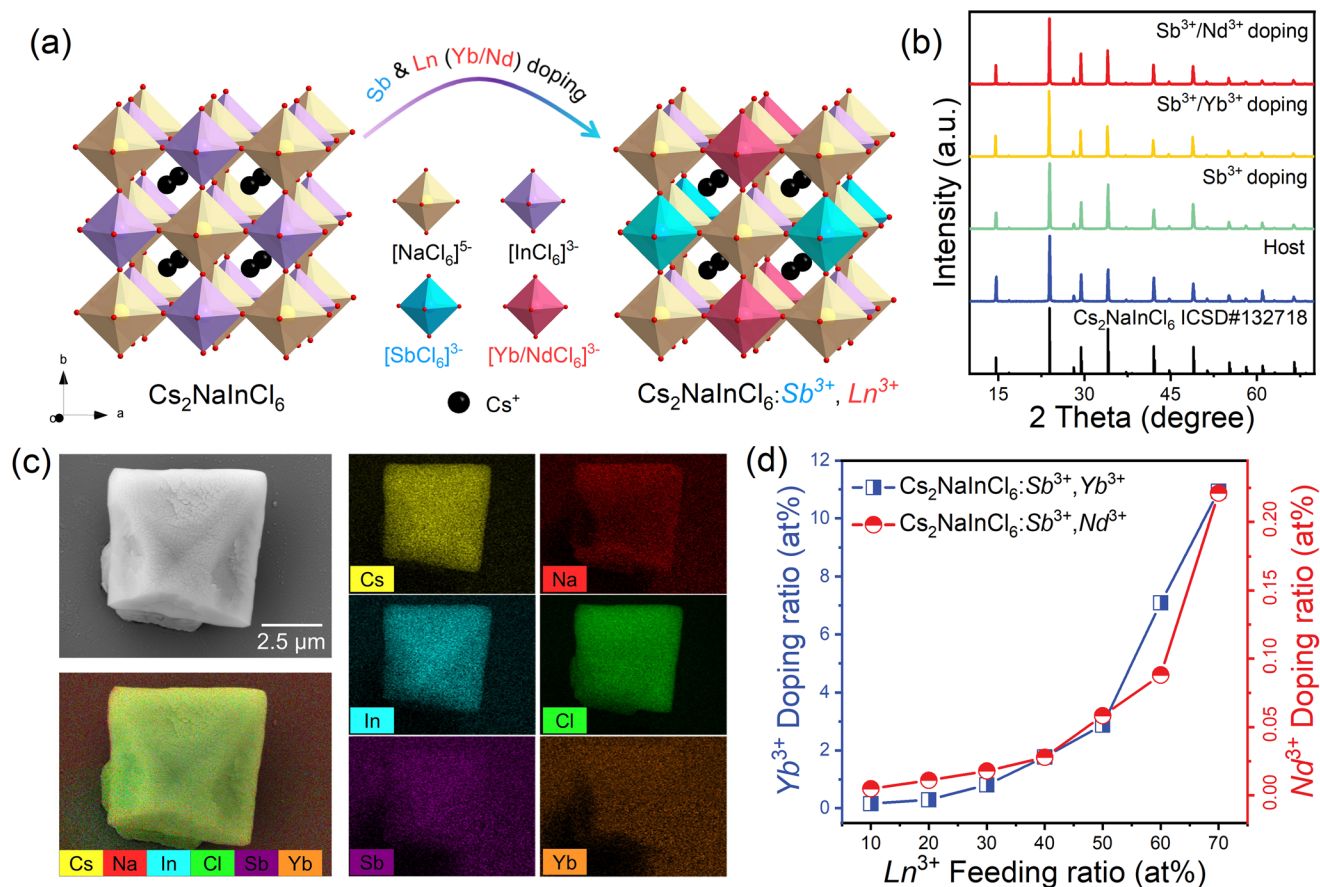 (a)
Sb & Ln (Yb/Nd) doping
[NaCl6]5-
[InCl6]3-
[SbCl6]3-
[Yb/NdCl6]3-
b
a
c
Cs2NaInCl6
Cs+
Cs2NaInCl6:Sb3+, Ln3+
(b)
Intensity (a.u.)
Sb3+/Nd3+ doping
Sb3+/Yb3+ doping
Sb3+ doping
Host
Cs2NaInCl6 ICSD#132718
15 30 45 60
2 Theta (degree)
(c)
2.5 μm
Cs Na In Cl Sb Yb
Cs
Na
In
Cl
Sb
Yb
(d)
Yb3+ Doping ratio (at%)
12
10
8
6
4
2
0
Cs2NaInCl6:Sb3+,Yb3+
Cs2NaInCl6:Sb3+,Nd3+
0.20
0.15
0.10
0.05
0.00
Nd3+ Doping ratio (at%)
10 20 30 40 50 60 70
Ln3+ Feeding ratio (at%)